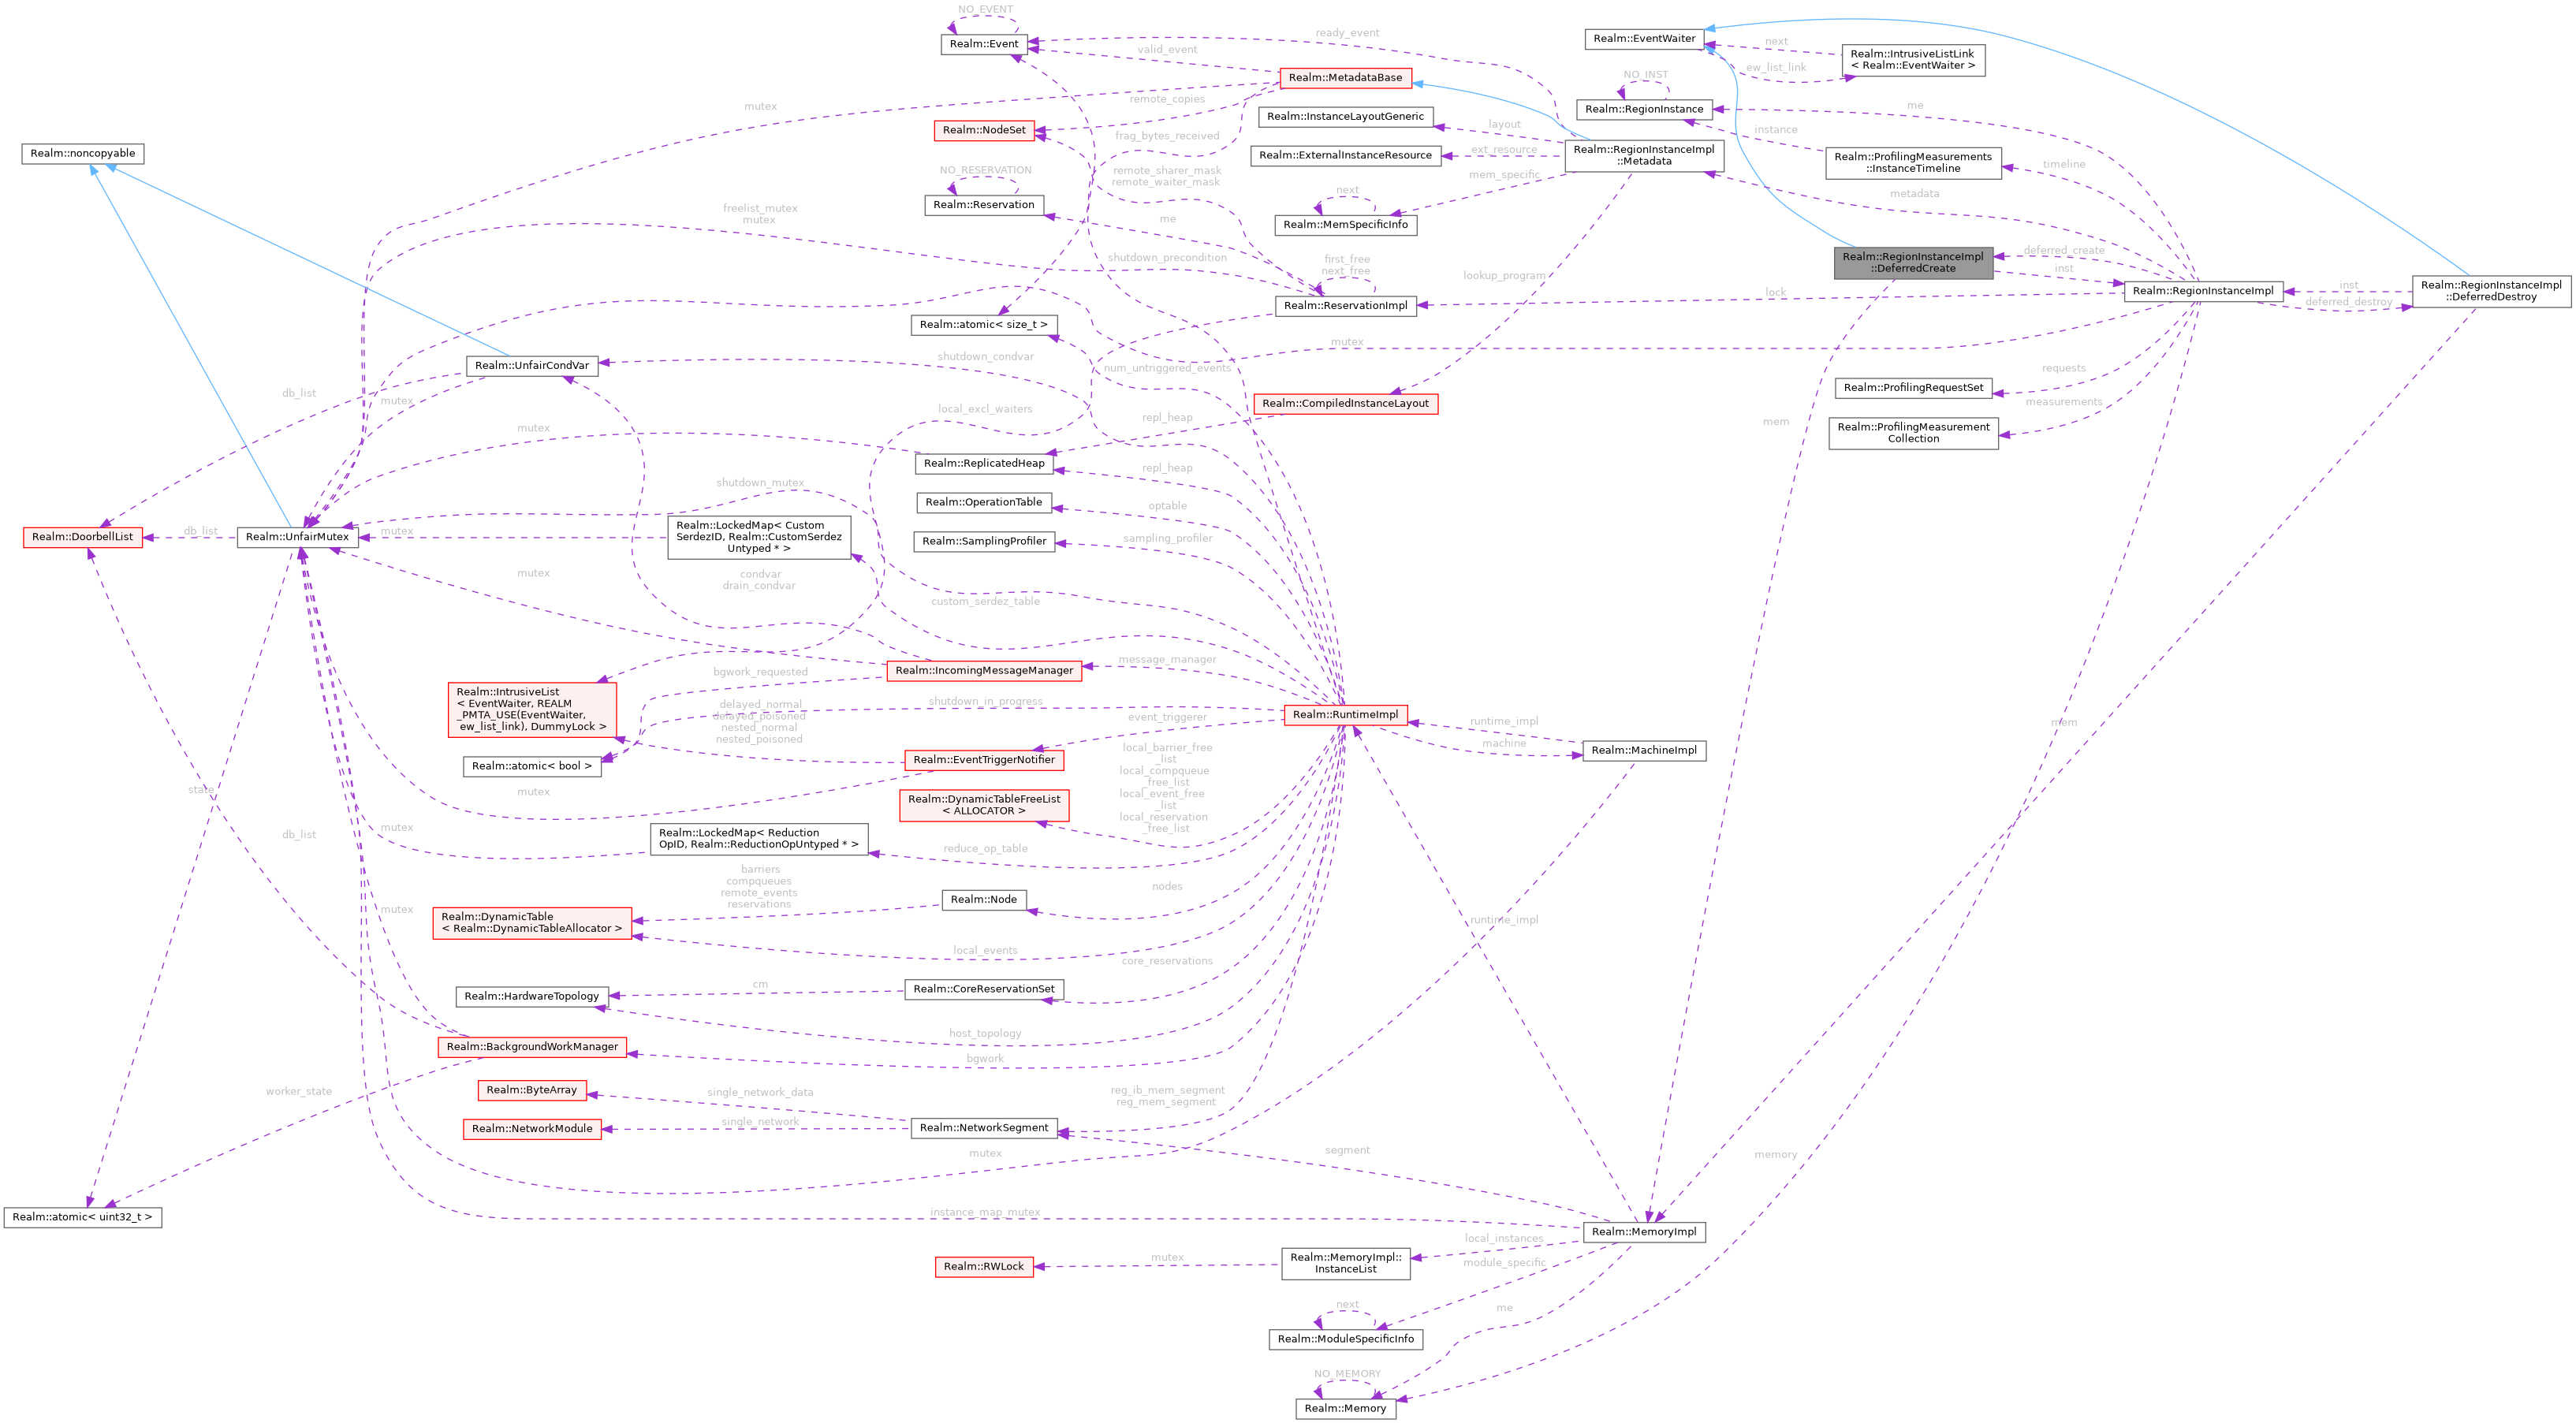 NO_EVENT
Realm::Event
ready_event
valid_event
Realm::EventWaiter
next
ew_list_link
Realm::IntrusiveListLink
< Realm::EventWaiter >
Realm::MetadataBase
NO_INST
Realm::RegionInstance
me
mutex
remote_copies
Realm::InstanceLayoutGeneric
layout
Realm::NodeSet
frag_bytes_received
instance
Realm::noncopyable
Realm::ExternalInstanceResource
ext_resource
Realm::RegionInstanceImpl
::Metadata
Realm::ProfilingMeasurements
::InstanceTimeline
timeline
NO_RESERVATION
Realm::Reservation
remote_sharer_mask
remote_waiter_mask
mem_specific
next
Realm::MemSpecificInfo
metadata
freelist_mutex
mutex
me
shutdown_precondition
first_free
next_free
Realm::ReservationImpl
lookup_program
Realm::RegionInstanceImpl
::DeferredCreate
deferred_create
inst
Realm::RegionInstanceImpl
inst
deferred_destroy
Realm::RegionInstanceImpl
::DeferredDestroy
lock
Realm::atomic< size_t >
mutex
Realm::UnfairCondVar
shutdown_condvar
num_untriggered_events
requests
Realm::ProfilingRequestSet
db_list
mutex
local_excl_waiters
Realm::CompiledInstanceLayout
measurements
Realm::ProfilingMeasurement
Collection
mutex
repl_heap
mem
Realm::ReplicatedHeap
repl_heap
shutdown_mutex
Realm::OperationTable
optable
Realm::DoorbellList
db_list
Realm::UnfairMutex
mutex
Realm::LockedMap< Custom
SerdezID, Realm::CustomSerdez
Untyped * >
Realm::SamplingProfiler
sampling_profiler
mutex
condvar
drain_condvar
custom_serdez_table
message_manager
Realm::IncomingMessageManager
bgwork_requested
Realm::IntrusiveList
< EventWaiter, REALM
_PMTA_USE(EventWaiter,
ew_list_link), DummyLock >
delayed_normal
delayed_poisoned
nested_normal
nested_poisoned
shutdown_in_progress
event_triggerer
Realm::RuntimeImpl
runtime_impl
machine
Realm::MachineImpl
mem
Realm::atomic< bool >
Realm::EventTriggerNotifier
state
mutex
Realm::DynamicTableFreeList
< ALLOCATOR >
local_barrier_free
_list
local_compqueue
_free_list
local_event_free
_list
local_reservation
_free_list
db_list
mutex
Realm::LockedMap< Reduction
OpID, Realm::ReductionOpUntyped * >
reduce_op_table
barriers
compqueues
remote_events
reservations
Realm::Node
nodes
mutex
Realm::DynamicTable
< Realm::DynamicTableAllocator >
local_events
runtime_impl
core_reservations
Realm::HardwareTopology
cm
Realm::CoreReservationSet
host_topology
Realm::BackgroundWorkManager
bgwork
worker_state
Realm::ByteArray
single_network_data
reg_ib_mem_segment
reg_mem_segment
Realm::NetworkModule
single_network
Realm::NetworkSegment
mutex
segment
memory
Realm::atomic< uint32_t >
instance_map_mutex
Realm::MemoryImpl
local_instances
Realm::RWLock
mutex
Realm::MemoryImpl::
InstanceList
module_specific
next
me
Realm::ModuleSpecificInfo
NO_MEMORY
Realm::Memory